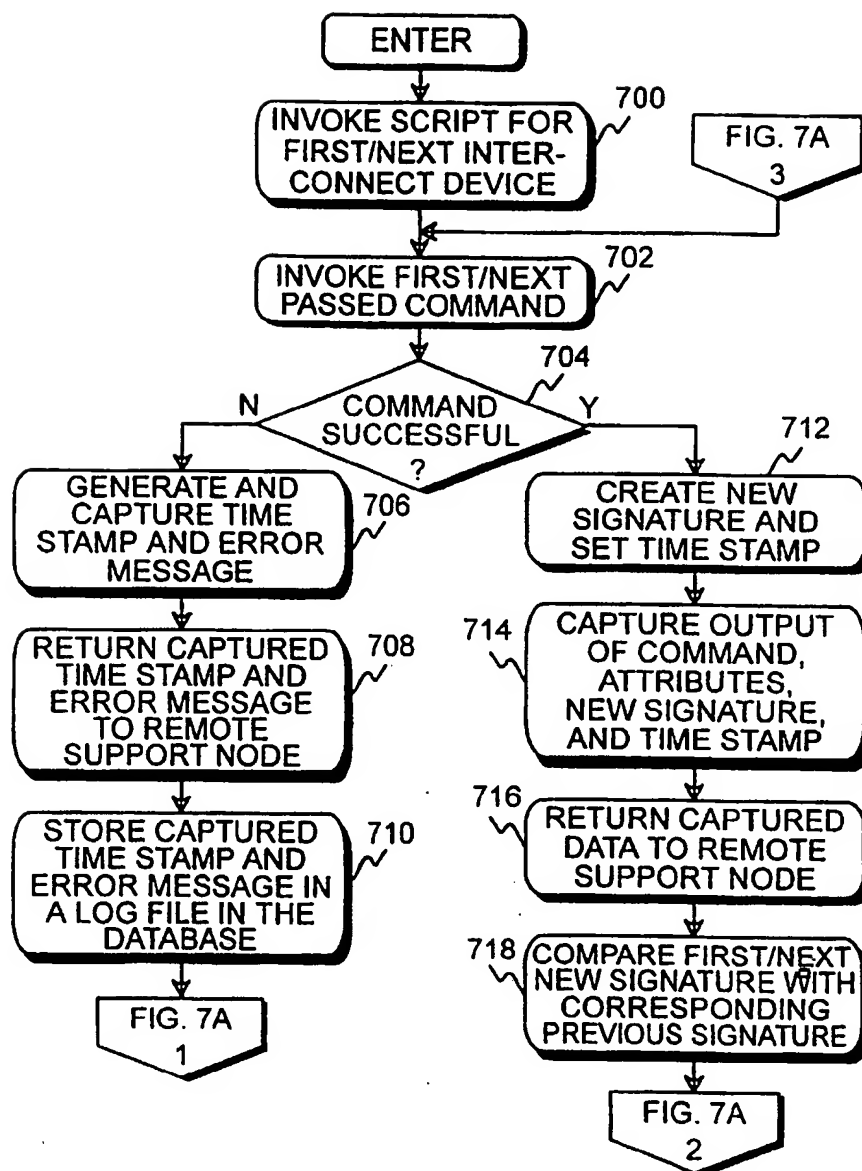 ENTER
700
INVOKE SCRIPT FOR
FIRST/NEXT INTER-
CONNECT DEVICE
FIG. 7A
3
702
INVOKE FIRST/NEXT
PASSED COMMAND
704
N
COMMAND
SUCCESSFUL
?
Y
GENERATE AND
CAPTURE TIME
STAMP AND ERROR
MESSAGE
706
RETURN CAPTURED
TIME STAMP AND
ERROR MESSAGE
TO REMOTE
SUPPORT NODE
708
STORE CAPTURED
TIME STAMP AND
ERROR MESSAGE IN
A LOG FILE IN THE
DATABASE
710
FIG. 7A
1
712
CREATE NEW
SIGNATURE AND
SET TIME STAMP
714
CAPTURE OUTPUT
OF COMMAND,
ATTRIBUTES,
NEW SIGNATURE,
AND TIME STAMP
716
RETURN CAPTURED
DATA TO REMOTE
SUPPORT NODE
718
COMPARE FIRST/NEXT
NEW SIGNATURE WITH
CORRESPONDING
PREVIOUS SIGNATURE
FIG. 7A
2